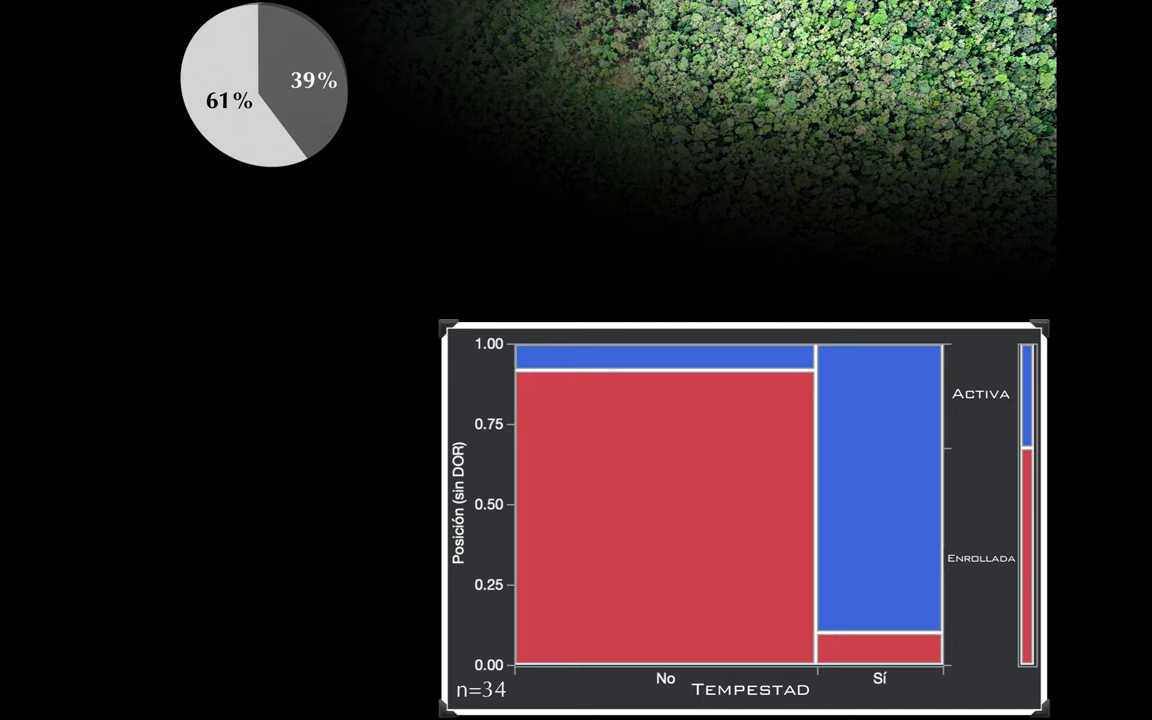 39%
61%
1.00
0.75
0.50
0.25
0.00
Posición (sin DOR)
Activa
Enrollada
No
Sí
Tempestad
n=34